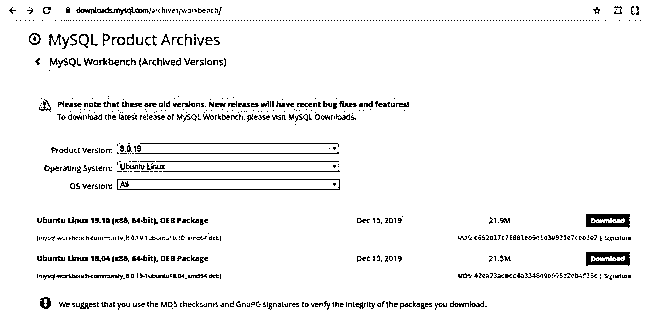 downloads.mysql.com/archives/workbench/
MySQL Product Archives
MySQL Workbench (Archived Versions)
Please note that these are old versions. New releases will have recent bug fixes and features!
To download the latest release of MySQL Workbench, please visit MySQL Downloads.
Product Version: 8.0.19
Operating System: Ubuntu Linux
OS Version: All
Ubuntu Linux 19.10 (x86, 64-bit), DEB Package Dec 10, 2019 21.9M Download
(mysql-workbench-community_8.0.19-1ubuntu19.10_amd64.deb) MD5: | Signature
Ubuntu Linux 18.04 (x86, 64-bit), DEB Package Dec 10, 2019 Download
(mysql-workbench-community_8.0.19-1ubuntu18.04_amd64.deb) MD5: | Signature
We suggest that you use the MD5 checksums and GnuPG signatures to verify the integrity of the packages you download.